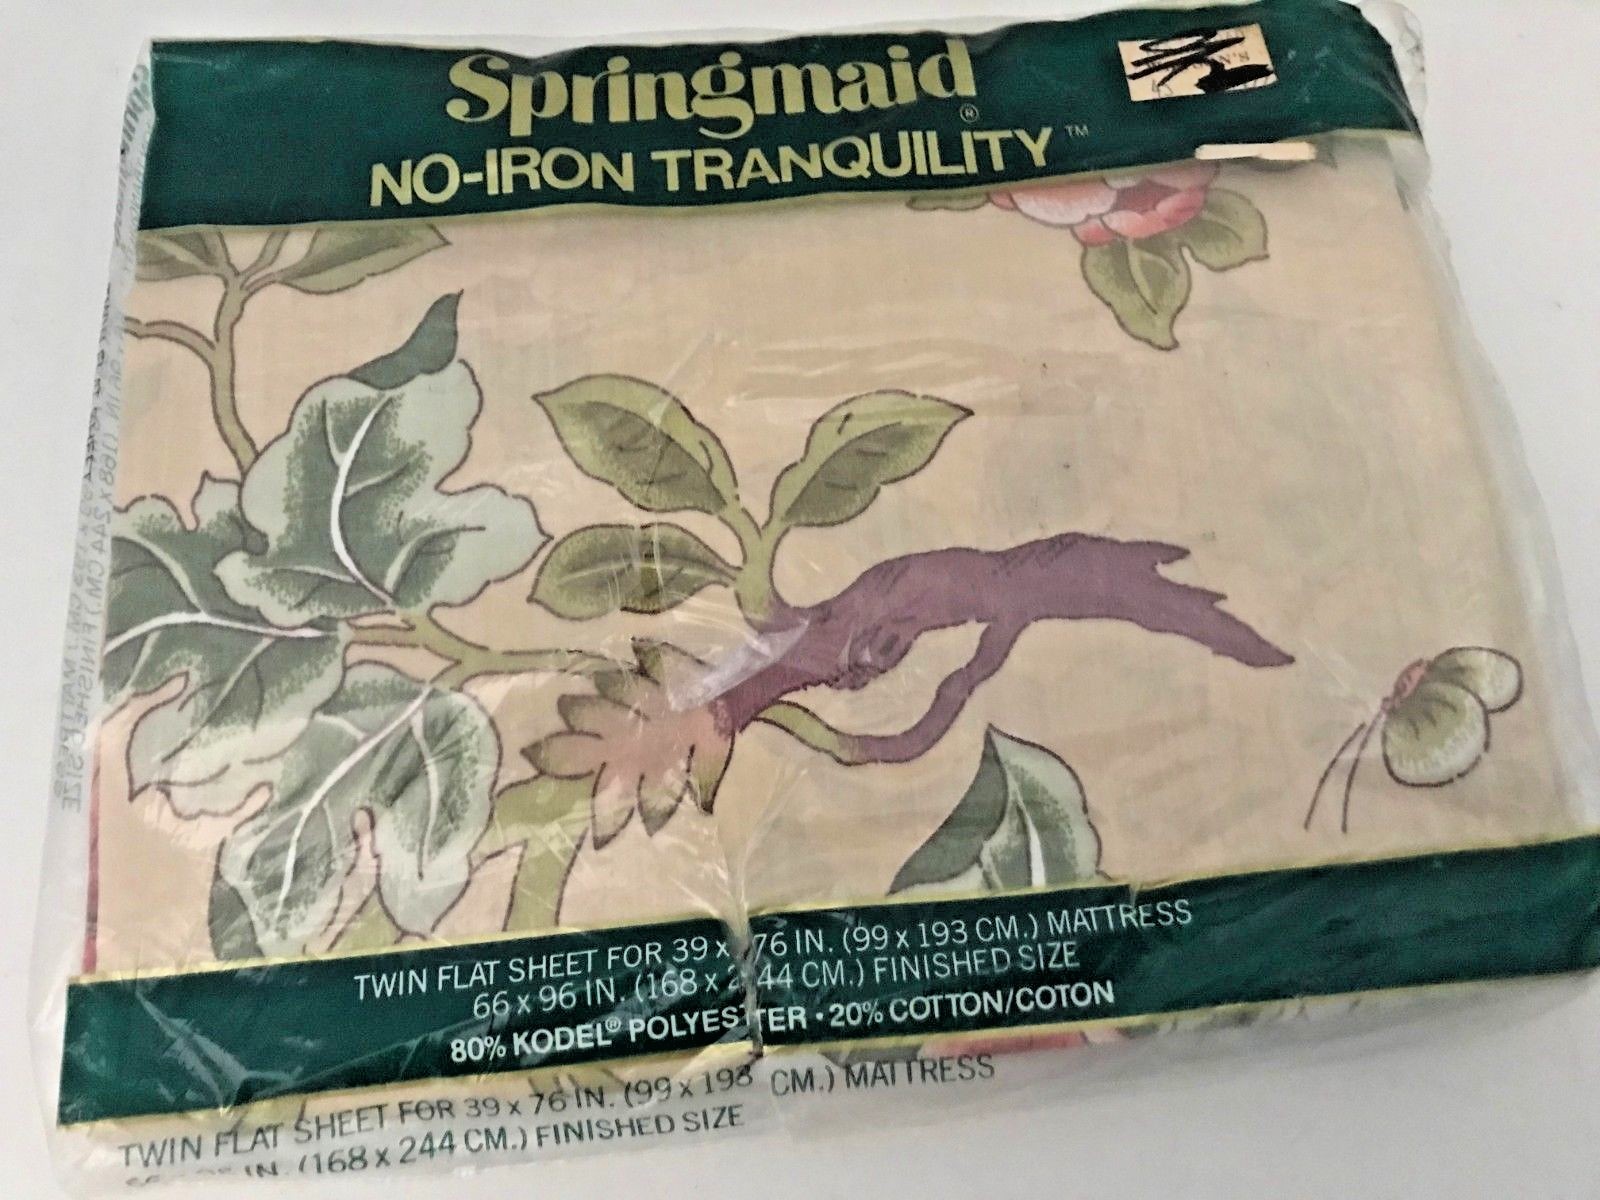 Springmaid®
NO-IRON TRANQUILITY™
TWIN FLAT SHEET FOR 39 x 76 IN. (99 x 193 CM.) MATTRESS
66 x 96 IN. (168 x 244 CM.) FINISHED SIZE
80% KODEL® POLYESTER • 20% COTTON/COTON
TWIN FLAT SHEET FOR 39 x 76 IN. (99 x 193 CM.) MATTRESS
IN. (168 x 244 CM.) FINISHED SIZE